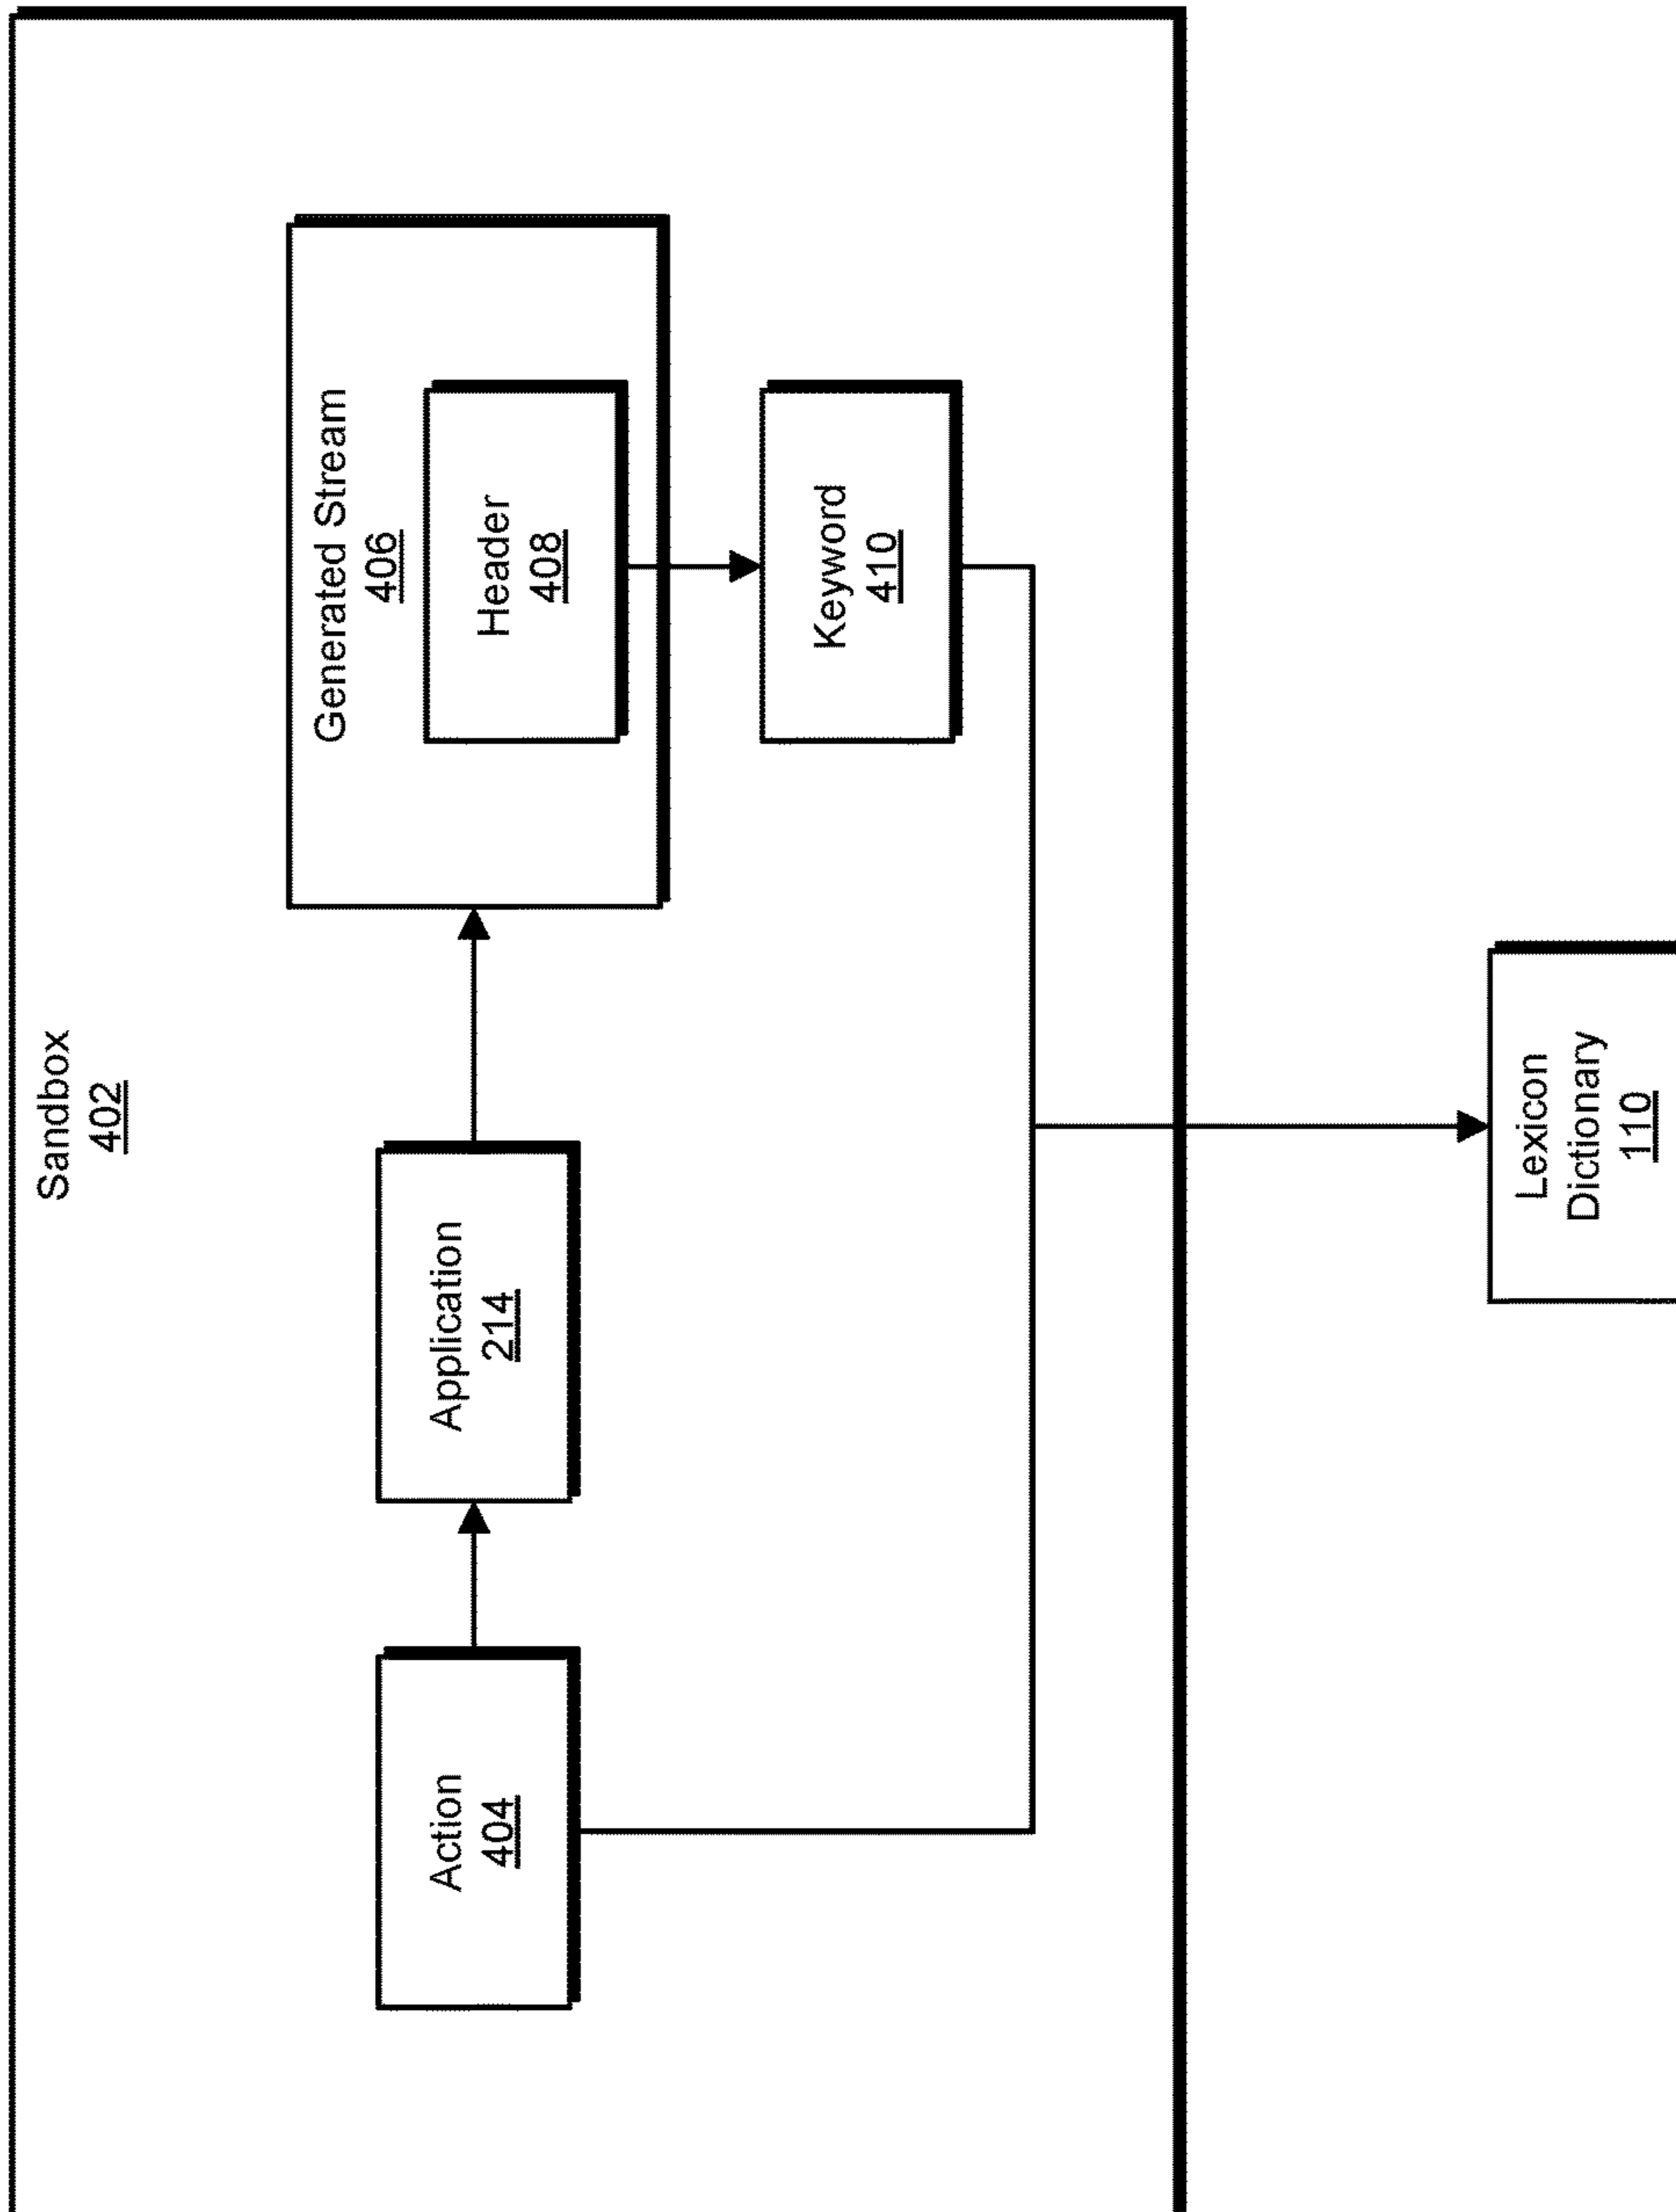 Sandbox
402
Action
404
Application
214
Generated Stream
406
Header
408
Keyword
410
Lexicon
Dictionary
110